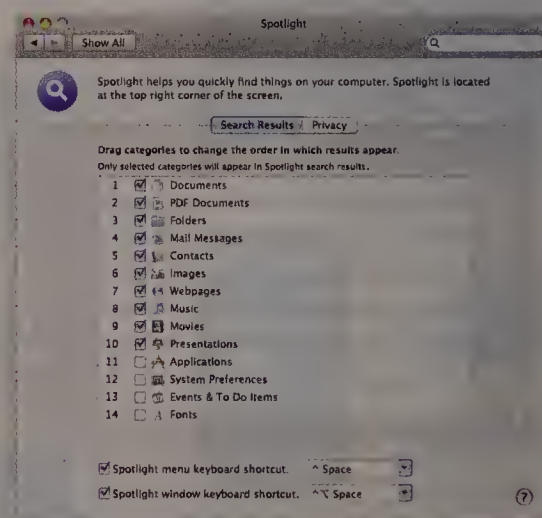 Spotlight
Show All
Spotlight helps you quickly find things on your computer. Spotlight is located
at the top right corner of the screen.
Search Results Privacy
Drag categories to change the order in which results appear.
Only selected categories will appear in Spotlight search results.
1 Documents
2 PDF Documents
3 Folders
4 Mail Messages
5 Contacts
6 Images
7 Webpages
8 Music
9 Movies
10 Presentations
11 Applications
12 System Preferences
13 Events & To Do Items
14 Fonts
Spotlight menu keyboard shortcut. ^ Space
Spotlight window keyboard shortcut. ^⌥ Space
?